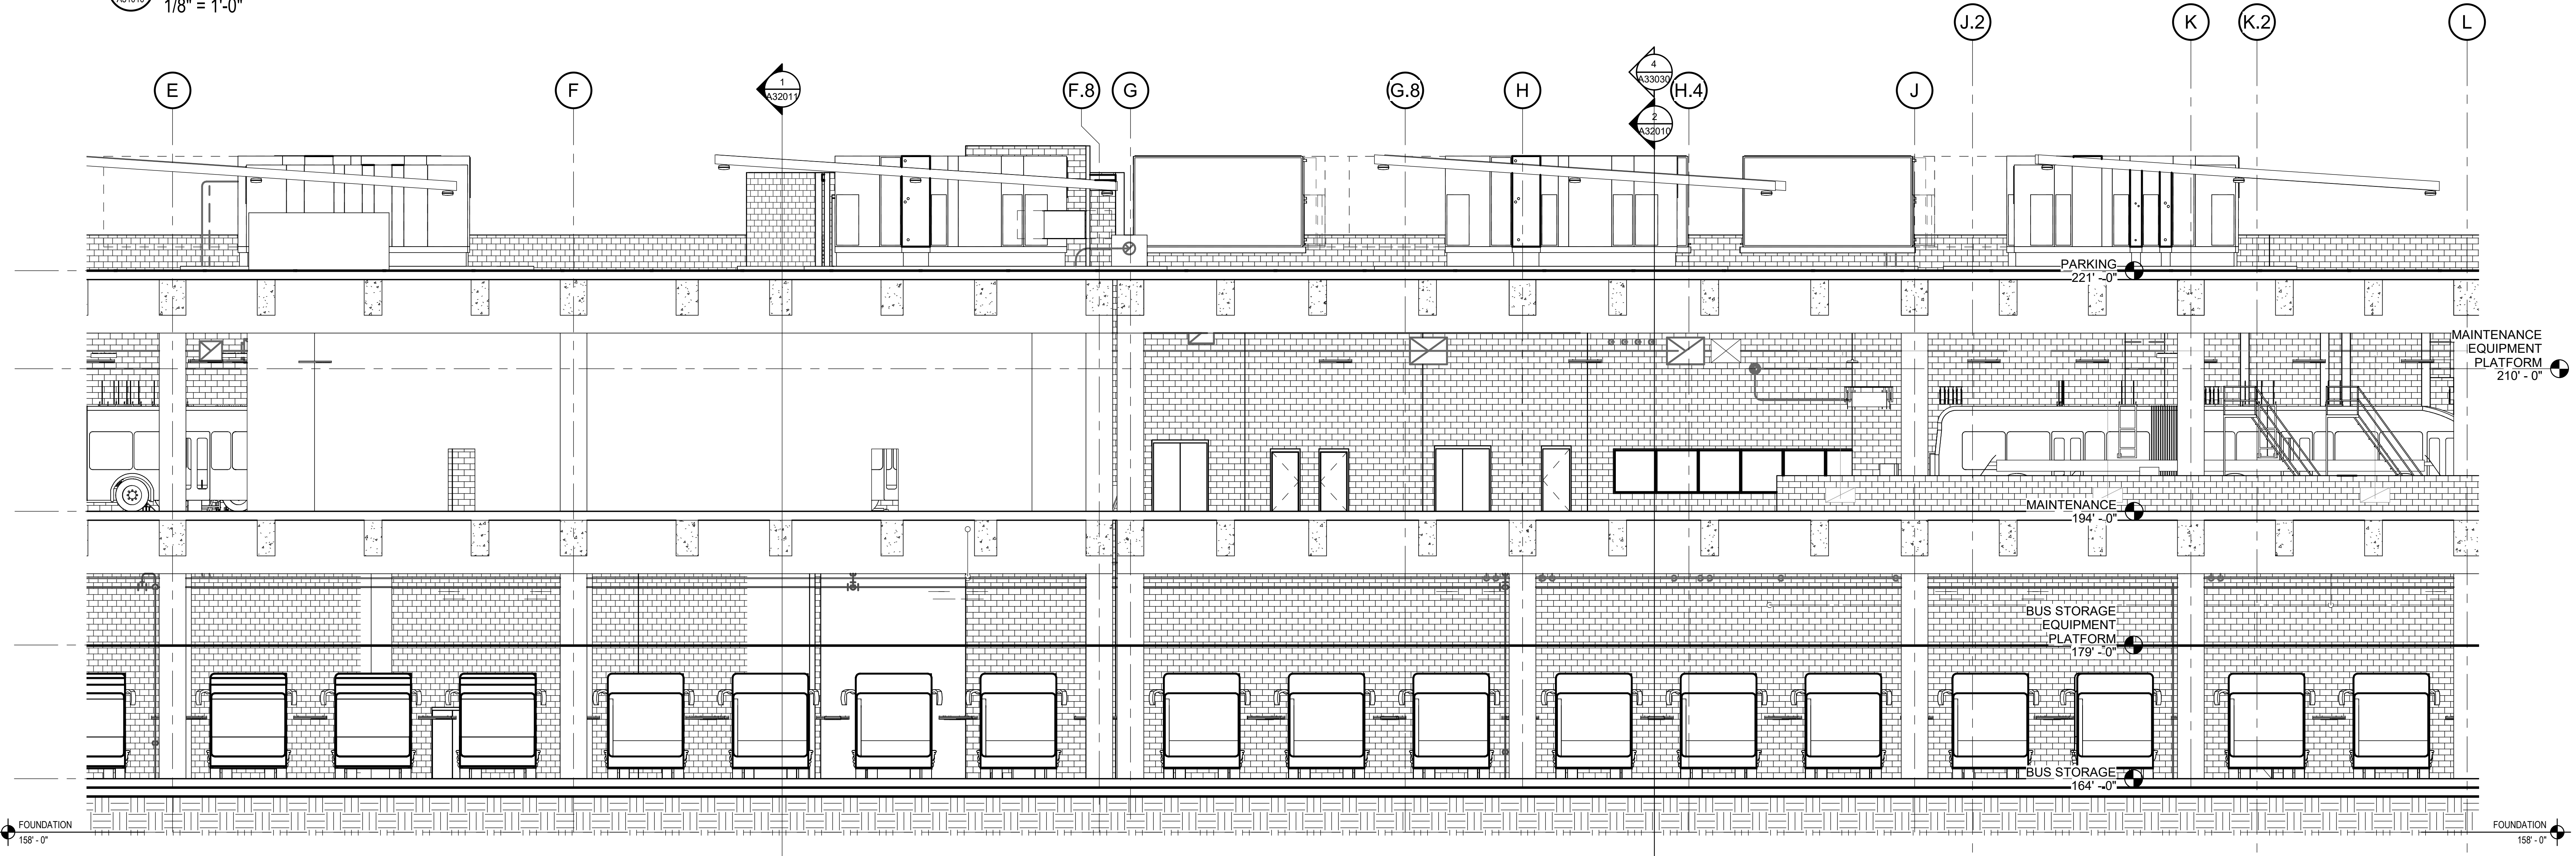 1/8" = 1'-0"
J.2
K
K.2
L
E
F
1
A32011
F.8
G
G.8
H
4
A33030
H.4
2
A32010
J
PARKING
221' - 0"
MAINTENANCE
EQUIPMENT
PLATFORM
210' - 0"
MAINTENANCE
194' - 0"
BUS STORAGE
EQUIPMENT
PLATFORM
179' - 0"
BUS STORAGE
164' - 0"
FOUNDATION
158' - 0"
FOUNDATION
158' - 0"